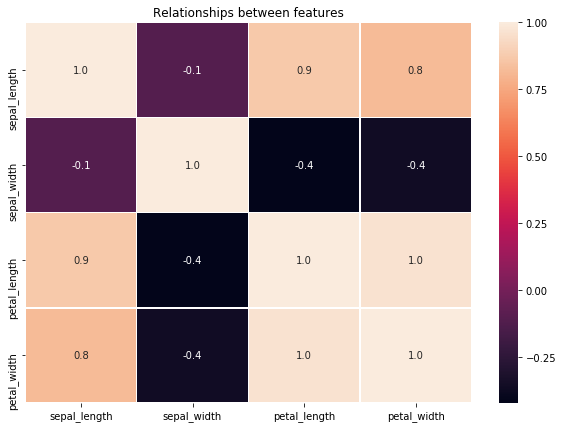 Relationships between features
sepal_length
1.0 -0.1 0.9 0.8
sepal_width
-0.1 1.0 -0.4 -0.4
petal_length
0.9 -0.4 1.0 1.0
petal_width
0.8 -0.4 1.0 1.0
sepal_length sepal_width petal_length petal_width
1.00
0.75
0.50
0.25
0.00
-0.25